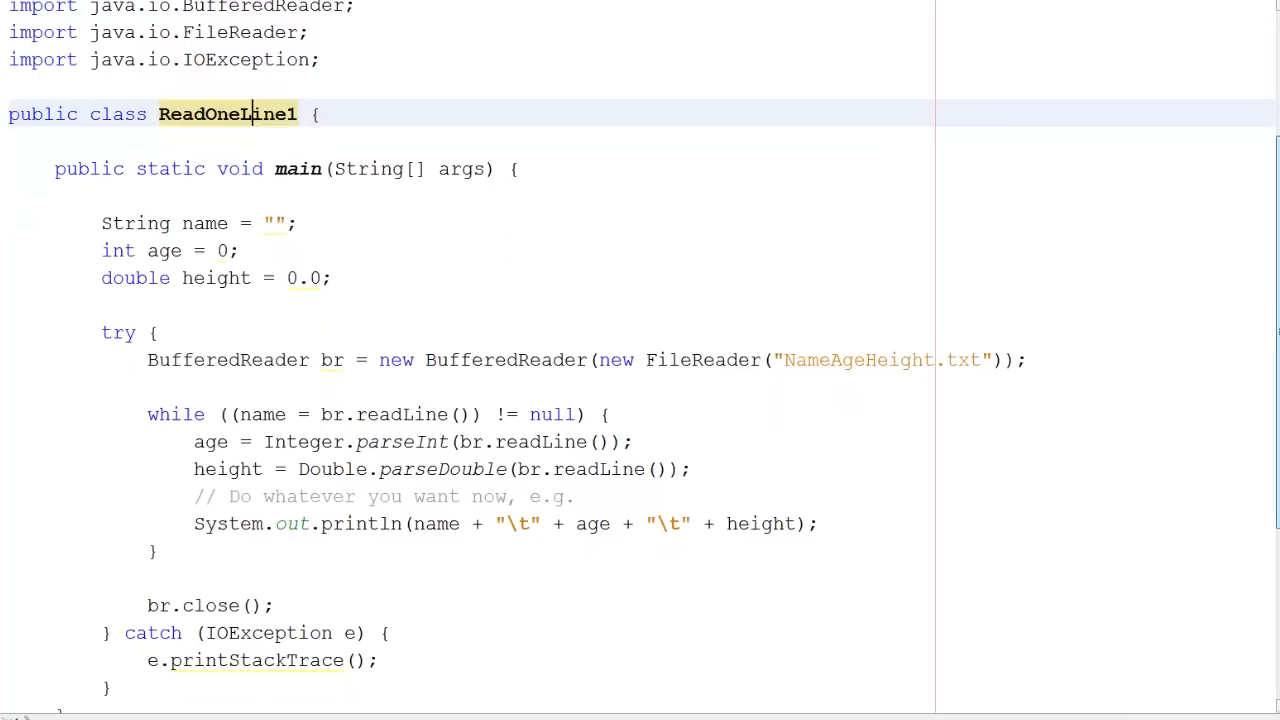 import java.io.BufferedReader;
import java.io.FileReader;
import java.io.IOException;
public class ReadOneLine1 {
public static void main(String[] args) {
String name = "";
int age = 0;
double height = 0.0;
try {
BufferedReader br = new BufferedReader(new FileReader("NameAgeHeight.txt"));
while ((name = br.readLine()) != null) {
age = Integer.parseInt(br.readLine());
height = Double.parseDouble(br.readLine());
// Do whatever you want now, e.g.
System.out.println(name + "\t" + age + "\t" + height);
}
br.close();
} catch (IOException e) {
e.printStackTrace();
}